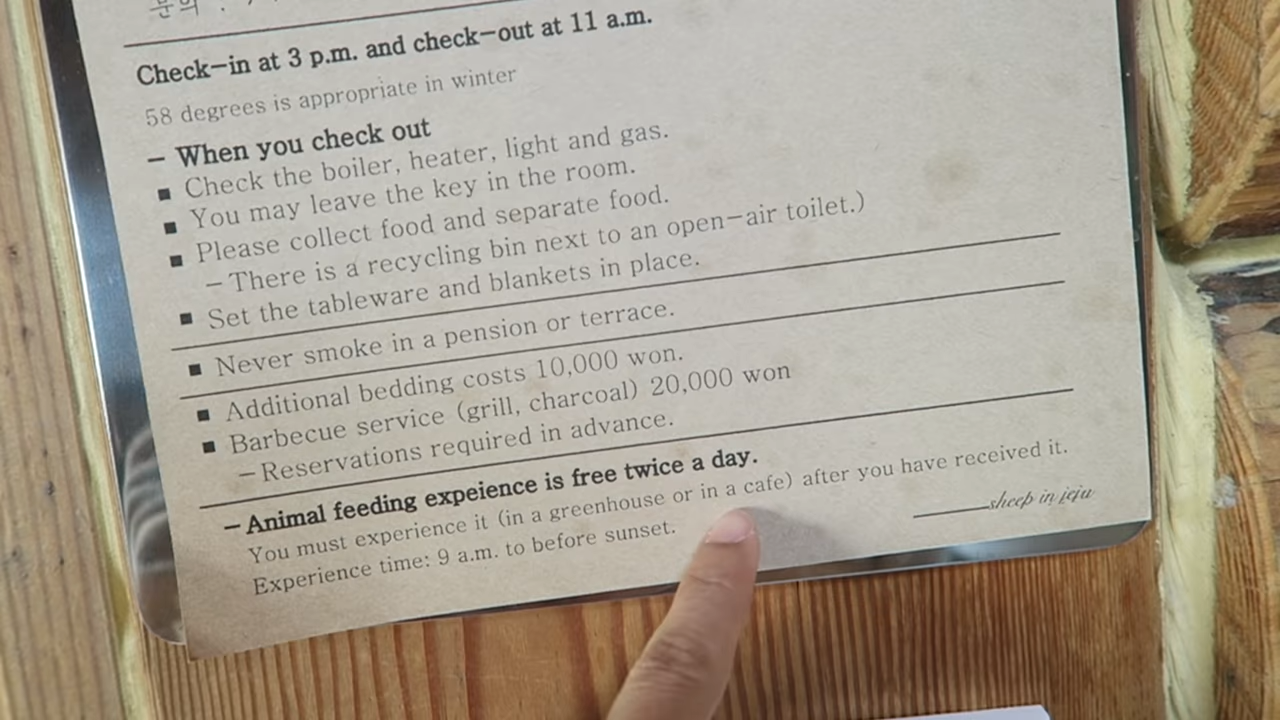 문의 :
Check-in at 3 p.m. and check-out at 11 a.m.
58 degrees is appropriate in winter
- When you check out
■ Check the boiler, heater, light and gas.
■ You may leave the key in the room.
■ Please collect food and separate food.
- There is a recycling bin next to an open-air toilet.)
■ Set the tableware and blankets in place.
■ Never smoke in a pension or terrace.
■ Additional bedding costs 10,000 won.
■ Barbecue service (grill, charcoal) 20,000 won
- Reservations required in advance.
- Animal feeding expeience is free twice a day.
You must experience it (in a greenhouse or in a cafe) after you have received it.
Experience time: 9 a.m. to before sunset.
sheep in jeju